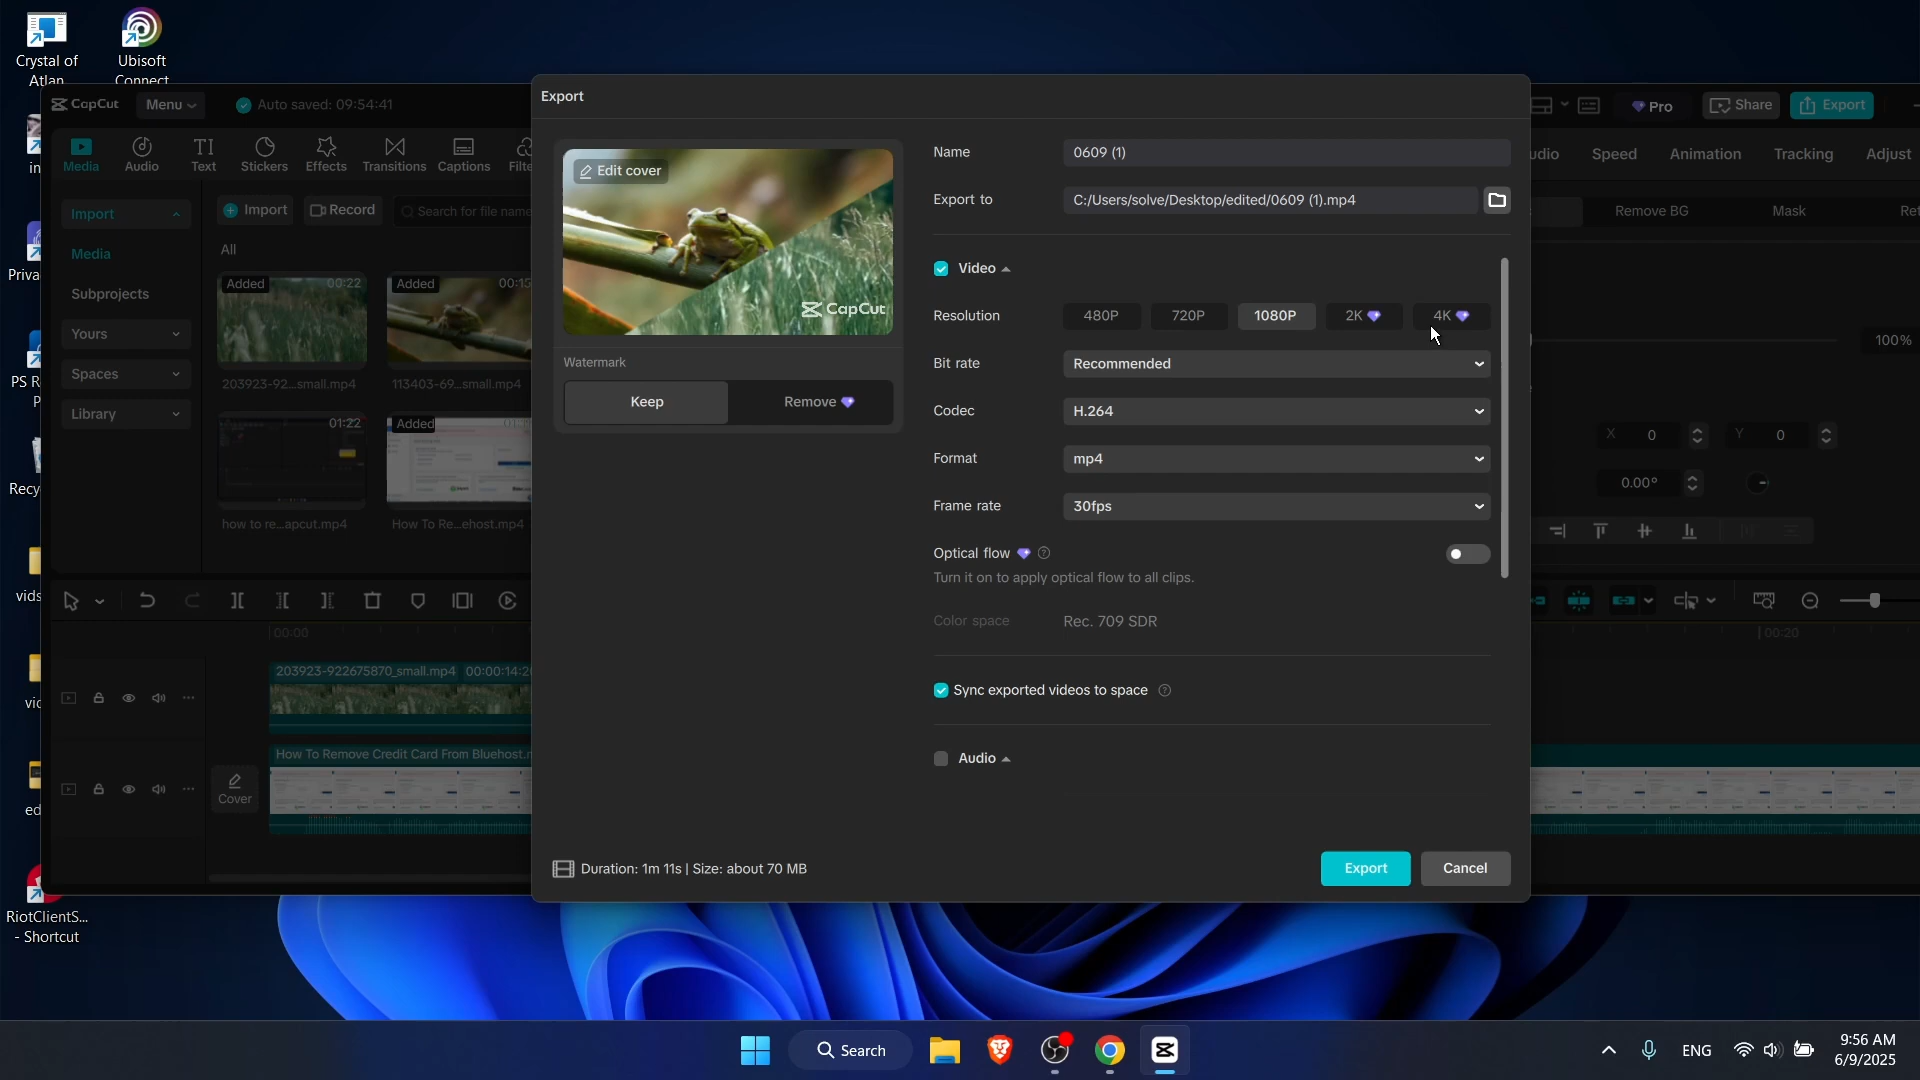 Crystal of
Atlan
Ubisoft
Connect
CapCut
Menu
Auto saved: 09:54:41
Media
Audio
Text
Stickers
Effects
Transitions
Captions
Import
Media
Subprojects
Yours
Spaces
Library
Import
Record
Search for file name
All
Added
00:22
Added
203923-92...small.mp4
113403-69...small.mp4
01:22
Added
how to re...apcut.mp4
How To Re...ehost.mp4
00:00
203923-922675870_small.mp4
How To Remove Credit Card From Bluehost.m
Cover
Export
Edit cover
CapCut
Watermark
Keep
Remove
Name
0609 (1)
Export to
C:/Users/solve/Desktop/edited/0609 (1).mp4
Video
Resolution
480P
720P
1080P
2K
4K
Bit rate
Recommended
Codec
H.264
Format
mp4
Frame rate
30fps
Optical flow
Turn it on to apply optical flow to all clips.
Color space
Rec. 709 SDR
Sync exported videos to space
Audio
Duration: 1m 11s | Size: about 70 MB
Export
Cancel
Pro
Share
Export
Speed
Animation
Tracking
Adjust
Remove BG
Mask
100%
X
0
Y
0
0.00°
00:20
RiotClientS...
- Shortcut
Search
ENG
9:56 AM
6/9/2025